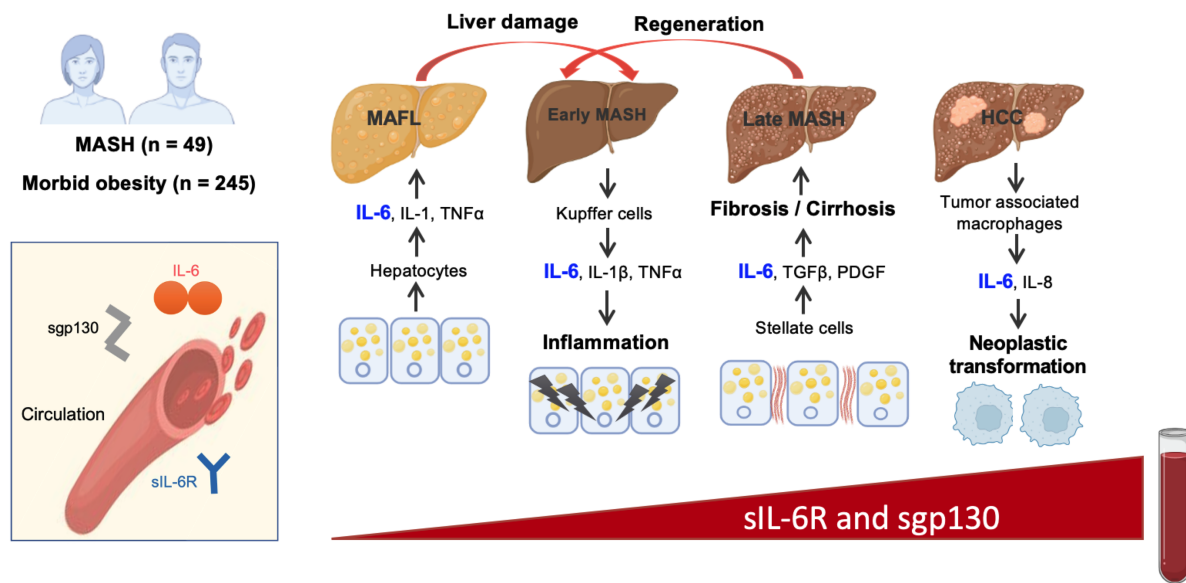 Liver damage
Regeneration
MASH (n = 49)
Morbid obesity (n = 245)
IL-6
sgp130
Circulation
sIL-6R
MAFL
IL-6, IL-1, TNFα
Hepatocytes
Early MASH
Kupffer cells
IL-6, IL-1β, TNFα
Inflammation
Late MASH
Fibrosis / Cirrhosis
IL-6, TGFβ, PDGF
Stellate cells
HCC
Tumor associated
macrophages
IL-6, IL-8
Neoplastic
transformation
sIL-6R and sgp130